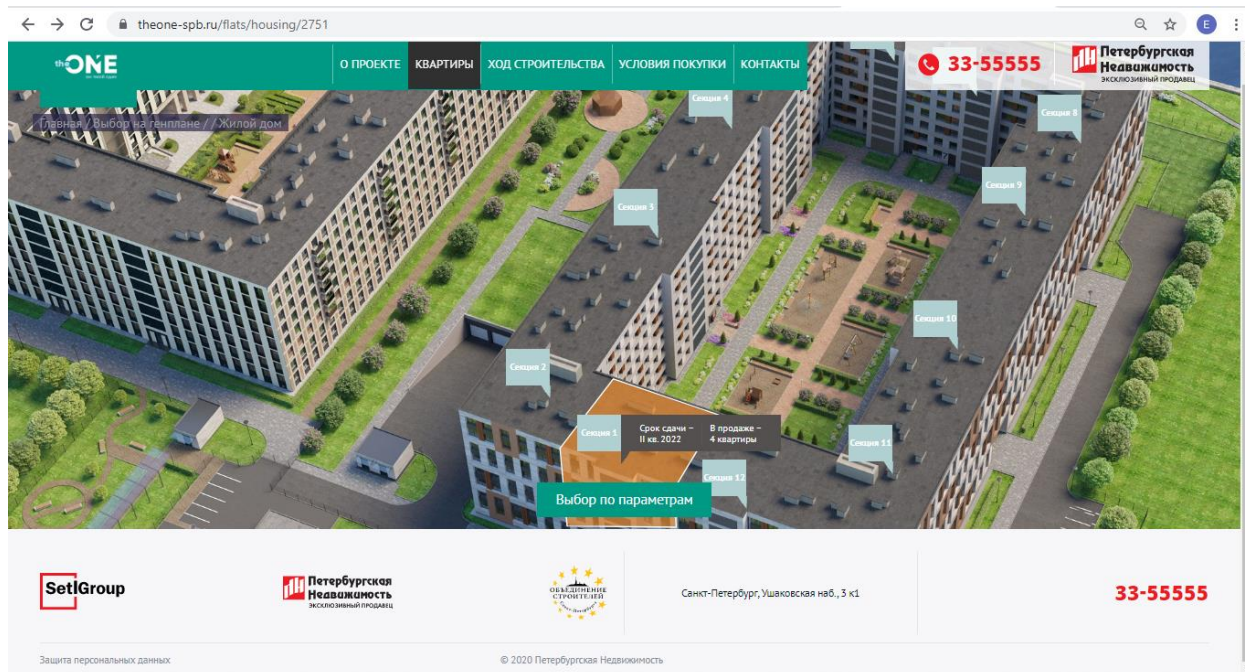 theone-spb.ru/flats/housing/2751
E
the ONE
О ПРОЕКТЕ
КВАРТИРЫ
ХОД СТРОИТЕЛЬСТВА
УСЛОВИЯ ПОКУПКИ
КОНТАКТЫ
33-55555
Петербургская
Недвижимость
ЭКСКЛЮЗИВНЫЙ ПРОДАВЕЦ
Главная / Выбор на генплане / / Жилой дом
Секция 4
Секция 8
Секция 9
Секция 3
Секция 10
Секция 2
Секция 1
Срок сдачи –
II кв. 2022
В продаже –
4 квартиры
Секция 11
Секция 12
Выбор по параметрам
SetlGroup
Петербургская
Недвижимость
ЭКСКЛЮЗИВНЫЙ ПРОДАВЕЦ
ОБЪЕДИНЕНИЕ
СТРОИТЕЛЕЙ
Санкт-Петербург
Санкт-Петербург, Ушаковская наб., 3 к1
33-55555
Защита персональных данных
© 2020 Петербургская Недвижимость